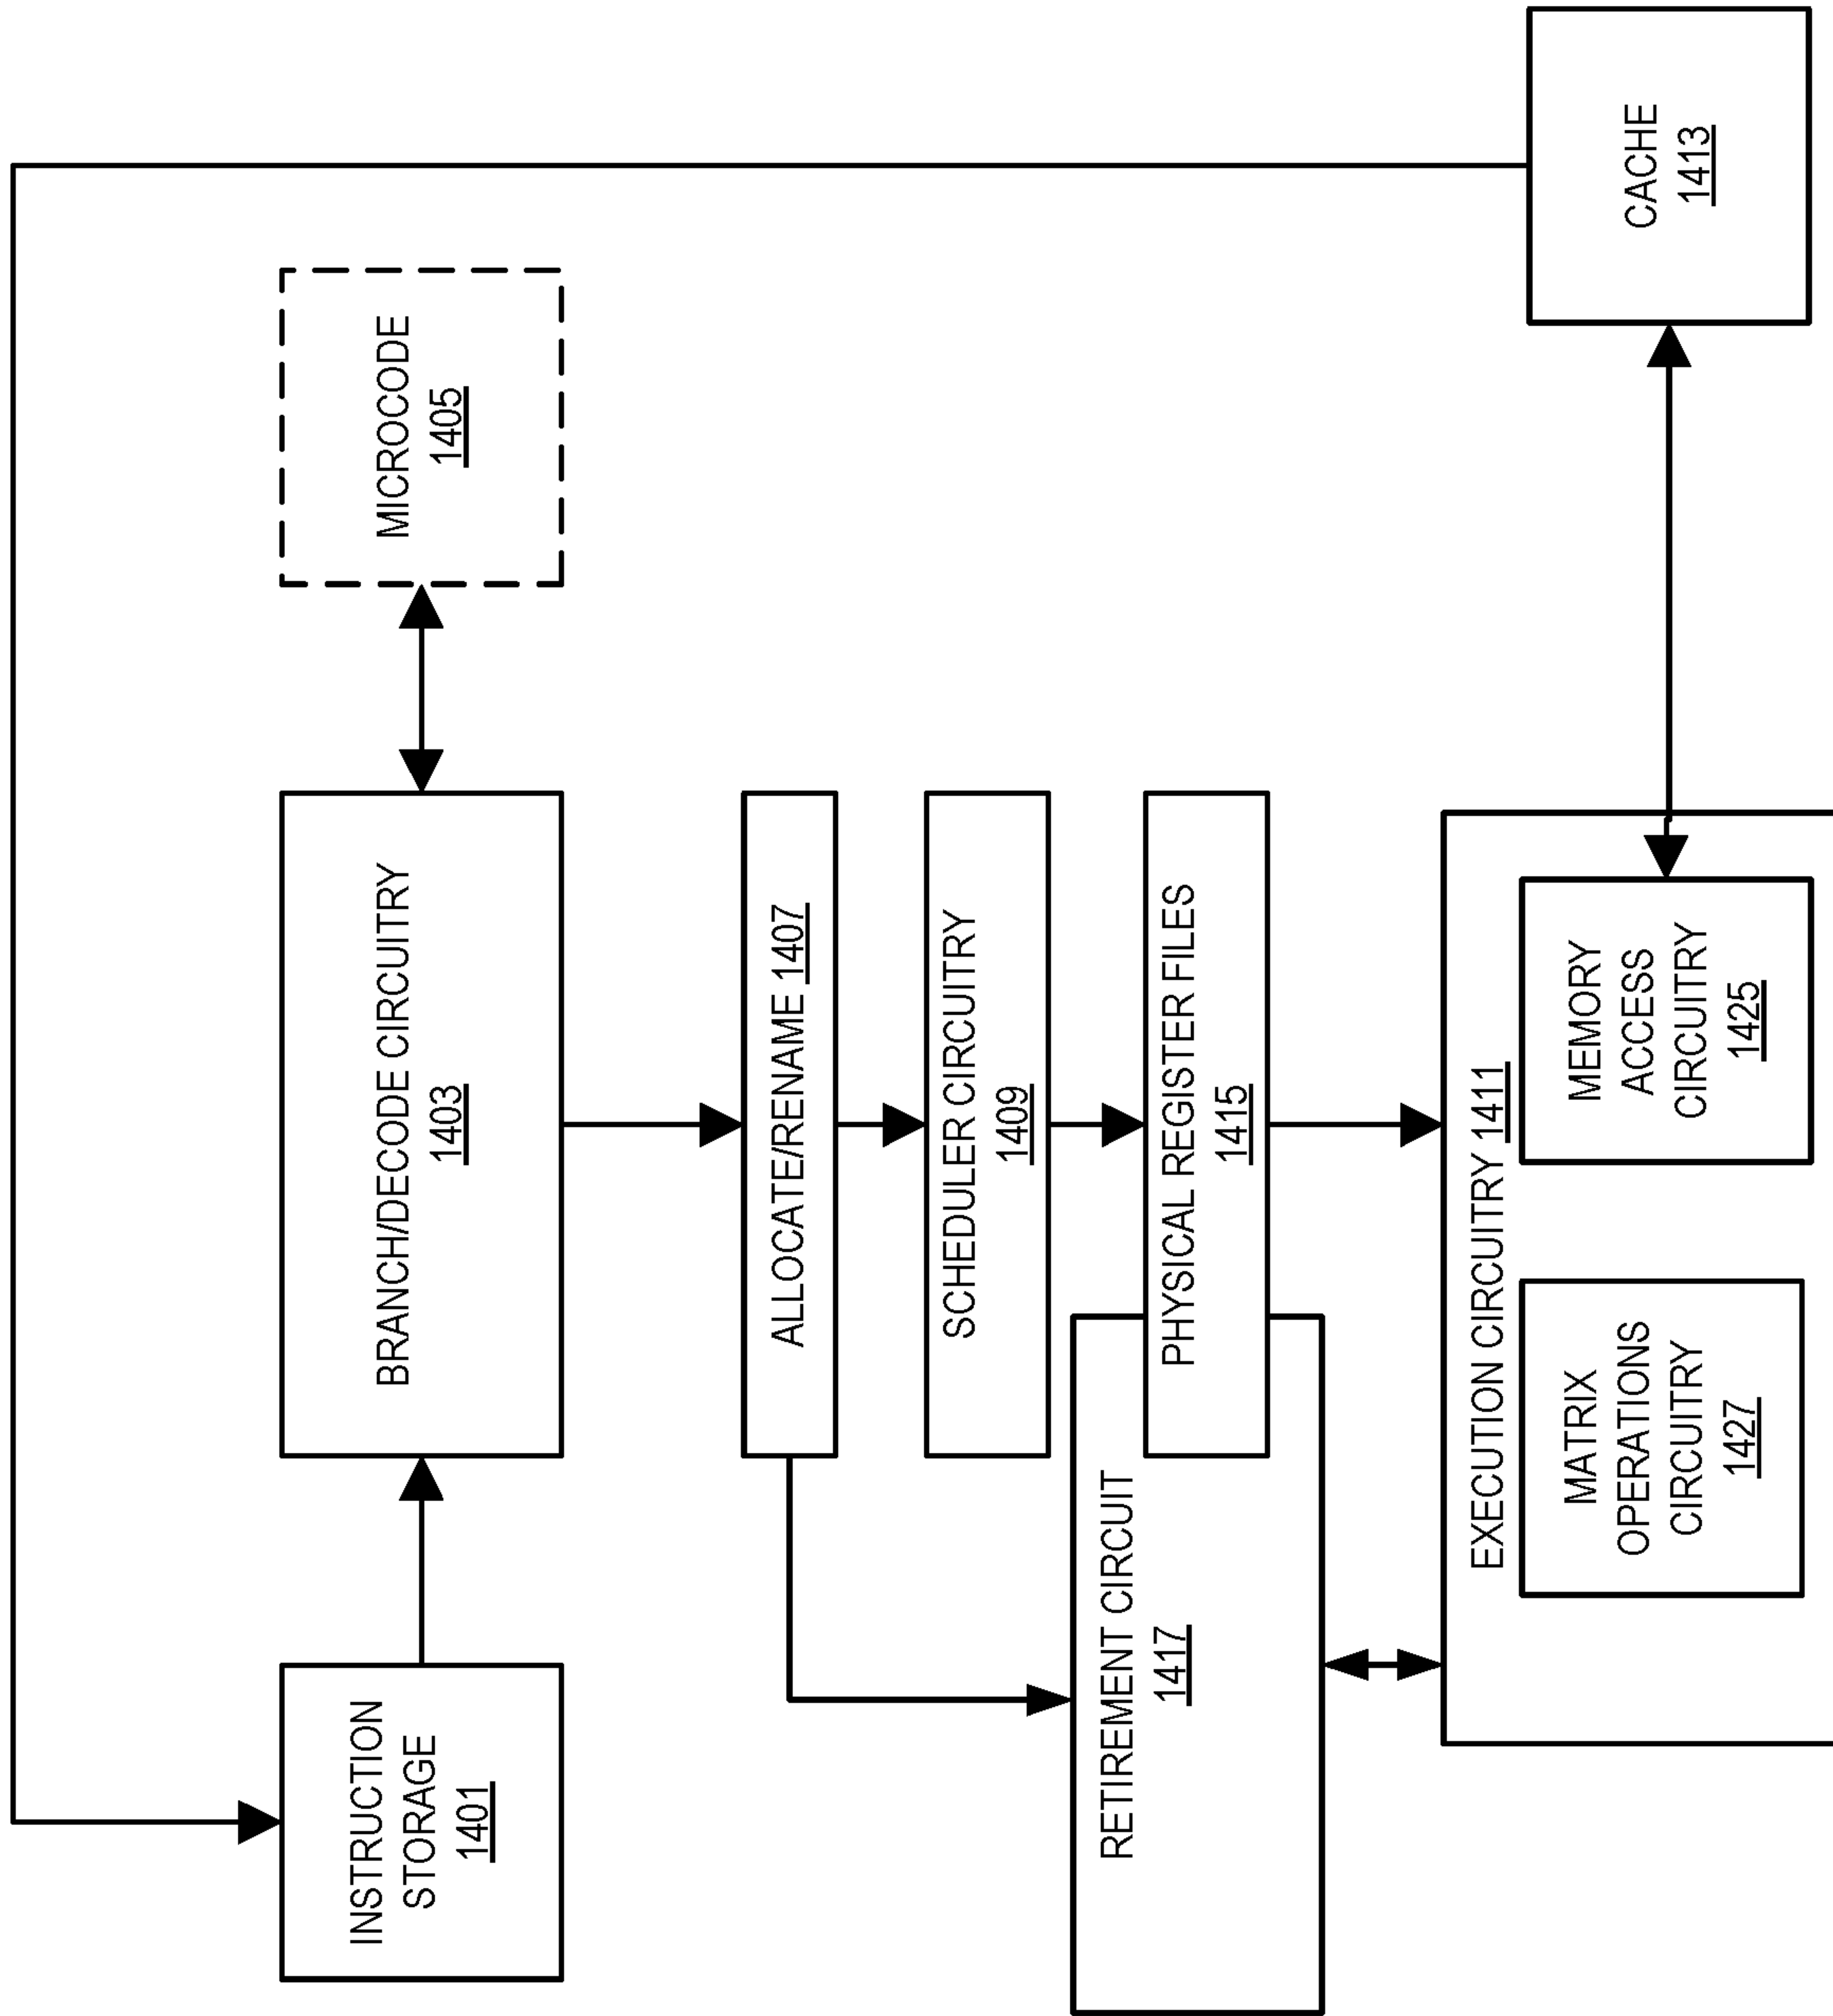 INSTRUCTION
STORAGE
1401
BRANCH/DECODE CIRCUITRY
1403
MICROCODE
1405
ALLOCATE/RENAME 1407
SCHEDULER CIRCUITRY
1409
PHYSICAL REGISTER FILES
1415
RETIREMENT CIRCUIT
1417
EXECUTION CIRCUITRY 1411
MATRIX
OPERATIONS
CIRCUITRY
1427
MEMORY
ACCESS
CIRCUITRY
1425
CACHE
1413